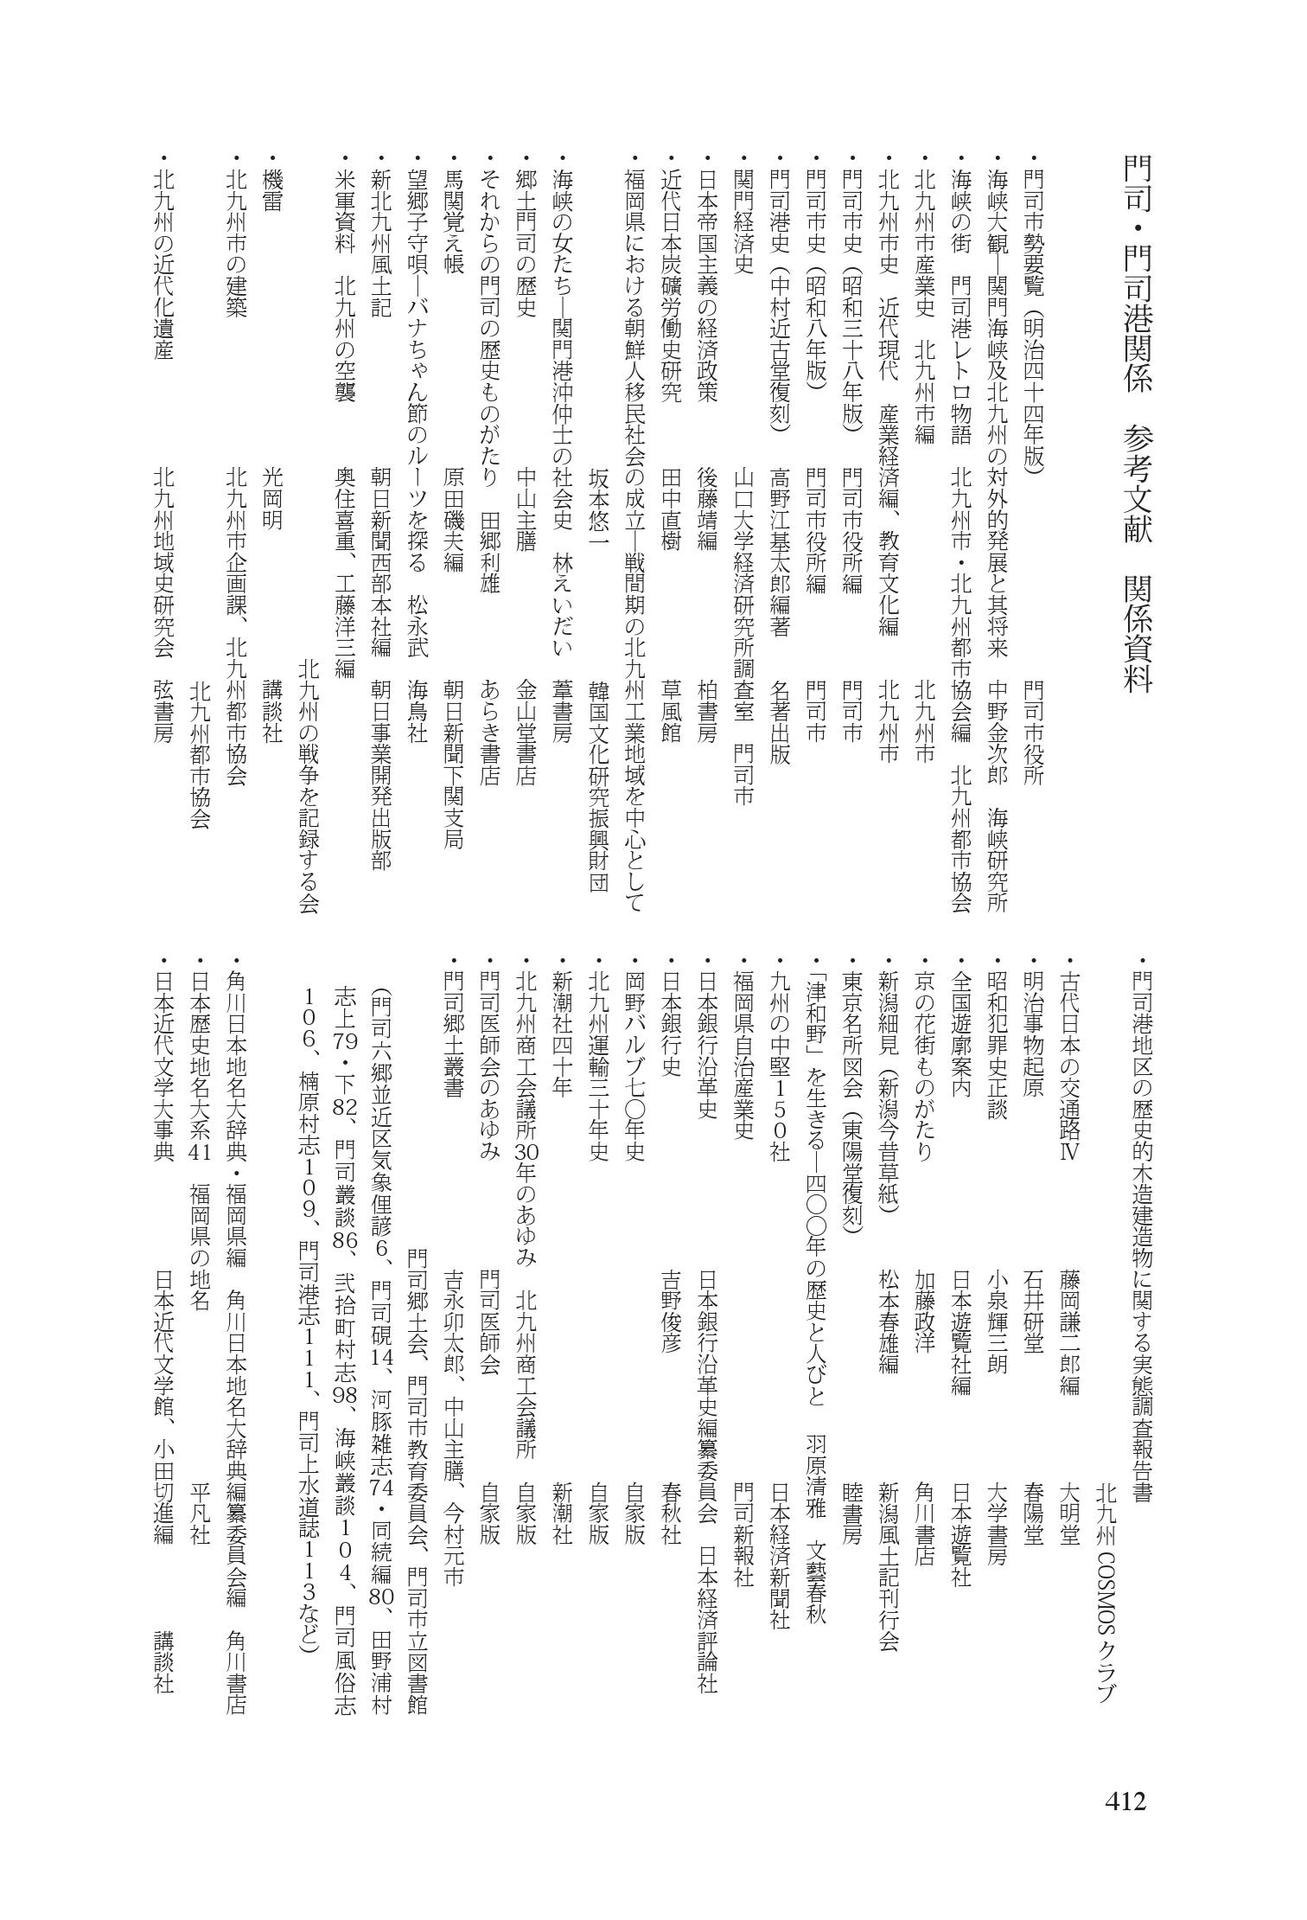 門司・門司港関係　参考文献　関係資料
・門司市勢要覧（明治四十四年版）　門司市役所
・海峡大観―関門海峡及北九州の対外的発展と其将来　中野金次郎　海峡研究所
・海峡の街　門司港レトロ物語　北九州市・北九州都市協会編　北九州都市協会
・北九州市産業史　北九州市編　北九州市
・北九州市史　近代現代　産業経済編、教育文化編　北九州市
・門司市史（昭和三十八年版）　門司市役所編　門司市
・門司市史（昭和八年版）　門司市役所編　門司市
・門司港史（中村近古堂復刻）　高野江基太郎編著　名著出版
・関門経済史　山口大学経済研究所調査室　門司市
・日本帝国主義の経済政策　後藤靖編　柏書房
・近代日本炭礦労働史研究　田中直樹　草風館
・福岡県における朝鮮人移民社会の成立―戦間期の北九州工業地域を中心として
坂本悠一　韓国文化研究振興財団
・海峡の女たち―関門港沖仲士の社会史　林えいだい　葦書房
・郷土門司の歴史　中山主膳　金山堂書店
・それからの門司の歴史ものがたり　田郷利雄　あらき書店
・馬関覚え帳　原田磯夫編　朝日新聞下関支局
・望郷子守唄―バナちゃん節のルーツを探る　松永武　海鳥社
・新北九州風土記　朝日新聞西部本社編　朝日事業開発出版部
・米軍資料　北九州の空襲　奥住喜重、工藤洋三編
北九州の戦争を記録する会
・機雷　光岡明　講談社
・北九州市の建築　北九州市企画課、北九州都市協会
北九州都市協会
・北九州の近代化遺産　北九州地域史研究会　弦書房
・門司港地区の歴史的木造建造物に関する実態調査報告書
北九州COSMOSクラブ
・古代日本の交通路Ⅳ　藤岡謙二郎編　大明堂
・明治事物起原　石井研堂　春陽堂
・昭和犯罪史正談　小泉輝三朗　大学書房
・全国遊廓案内　日本遊覧社編　日本遊覧社
・京の花街ものがたり　加藤政洋　角川書店
・新潟細見（新潟今昔草紙）　松本春雄編　新潟風土記刊行会
・東京名所図会（東陽堂復刻）　睦書房
・「津和野」を生きる―四〇〇年の歴史と人びと　羽原清雅　文藝春秋
・九州の中堅１５０社　日本経済新聞社
・福岡県自治産業史　門司新報社
・日本銀行沿革史　日本銀行沿革史編纂委員会　日本経済評論社
・日本銀行史　吉野俊彦　春秋社
・岡野バルブ七〇年史　自家版
・北九州運輸三十年史　自家版
・新潮社四十年　新潮社
・北九州商工会議所30年のあゆみ　北九州商工会議所　自家版
・門司医師会のあゆみ　門司医師会　自家版
・門司郷土叢書　吉永卯太郎、中山主膳、今村元市
門司郷土会、門司市教育委員会、門司市立図書館
（門司六郷並近区気象俚諺６、門司硯14、河豚雑志74・同続編80、田野浦村
志上79・下82、門司叢談86、弐拾町村志98、海峡叢談１０４、門司風俗志
１０６、楠原村志１０９、門司港志１１１、門司上水道誌１１３など）
・角川日本地名大辞典・福岡県編　角川日本地名大辞典編纂委員会編　角川書店
・日本歴史地名大系41　福岡県の地名　平凡社
・日本近代文学大事典　日本近代文学館、小田切進編　講談社
412